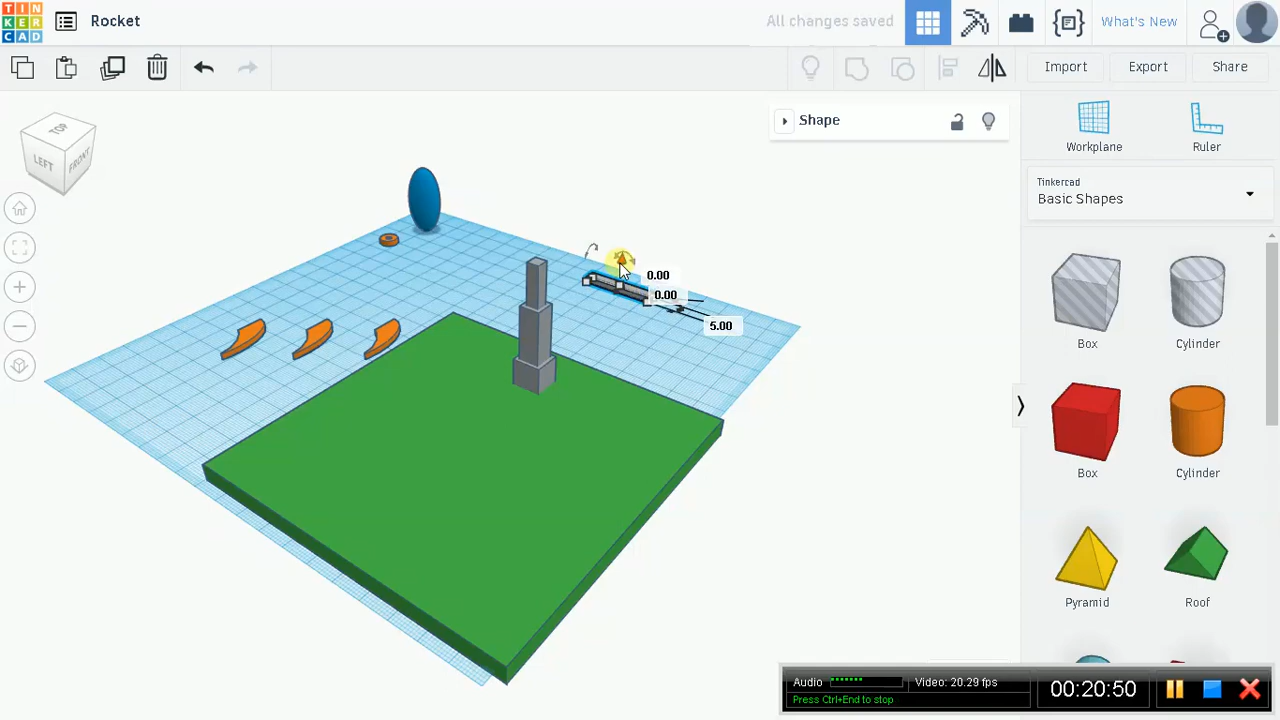 TIN
KER
CAD
Rocket
All changes saved
What's New
Import
Export
Share
TOP
LEFT
FRONT
Shape
Workplane
Ruler
Tinkercad
Basic Shapes
0.00
0.00
5.00
Box
Cylinder
Box
Cylinder
Pyramid
Roof
Audio
Video: 20.29 fps
Press Ctrl+End to stop
00:20:50